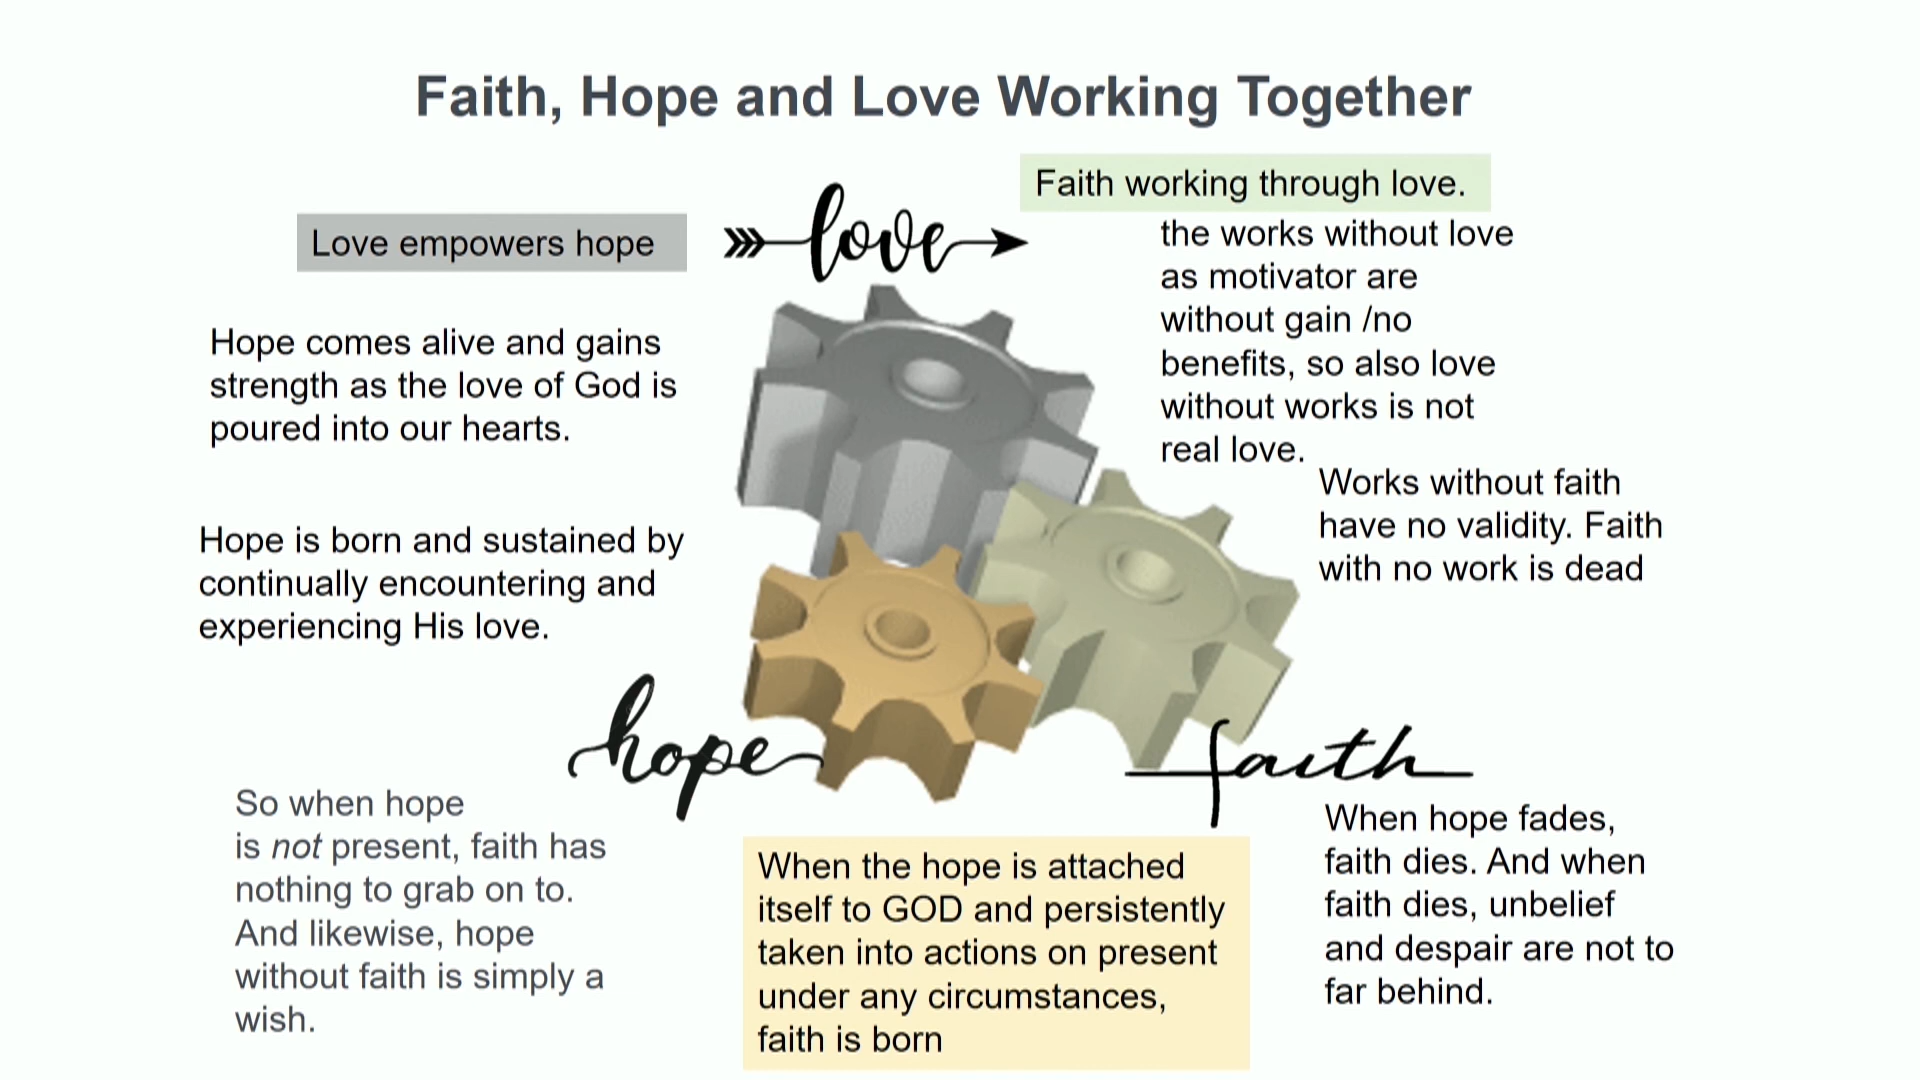 Faith, Hope and Love Working Together
Faith working through love.
Love empowers hope
love
the works without love
as motivator are
without gain /no
benefits, so also love
without works is not
real love.
Hope comes alive and gains
strength as the love of God is
poured into our hearts.
Works without faith
have no validity. Faith
with no work is dead
Hope is born and sustained by
continually encountering and
experiencing His love.
hope
faith
So when hope
is not present, faith has
nothing to grab on to.
And likewise, hope
without faith is simply a
wish.
When the hope is attached
itself to GOD and persistently
taken into actions on present
under any circumstances,
faith is born
When hope fades,
faith dies. And when
faith dies, unbelief
and despair are not to
far behind.